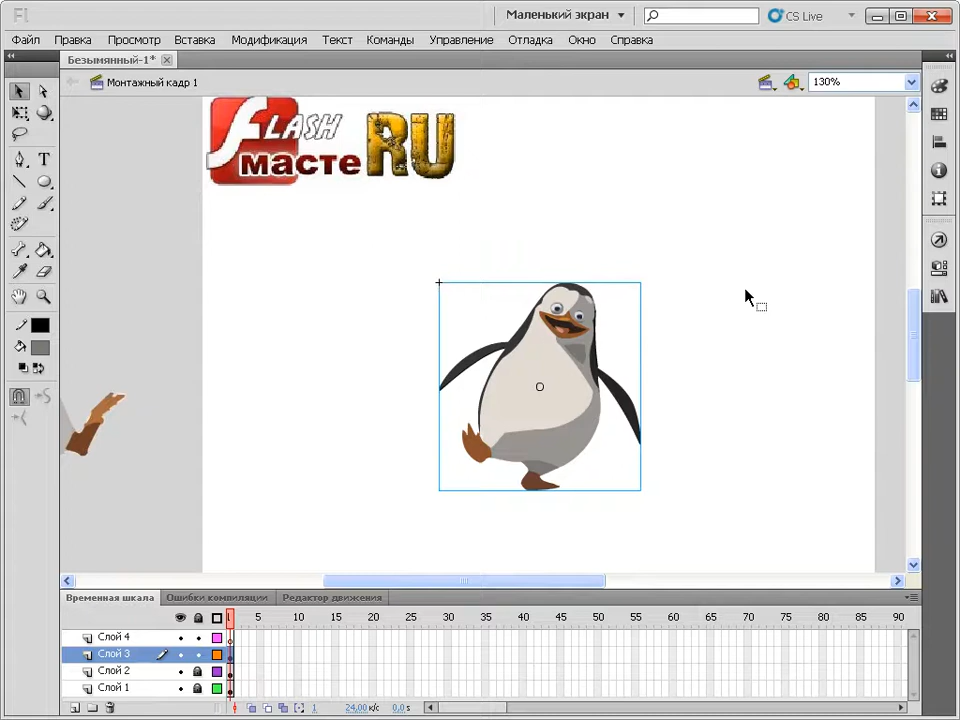 Fl
Маленький экран
CS Live
Файл Правка Просмотр Вставка Модификация Текст Команды Управление Отладка Окно Справка
Безымянный-1*
Монтажный кадр 1
130%
FLASH
мастеRU
T
Временная шкала Ошибки компиляции Редактор движения
1 5 10 15 20 25 30 35 40 45 50 55 60 65 70 75 80 85 90
Слой 4
Слой 3
Слой 2
Слой 1
1 24,00 к/с 0,0 s